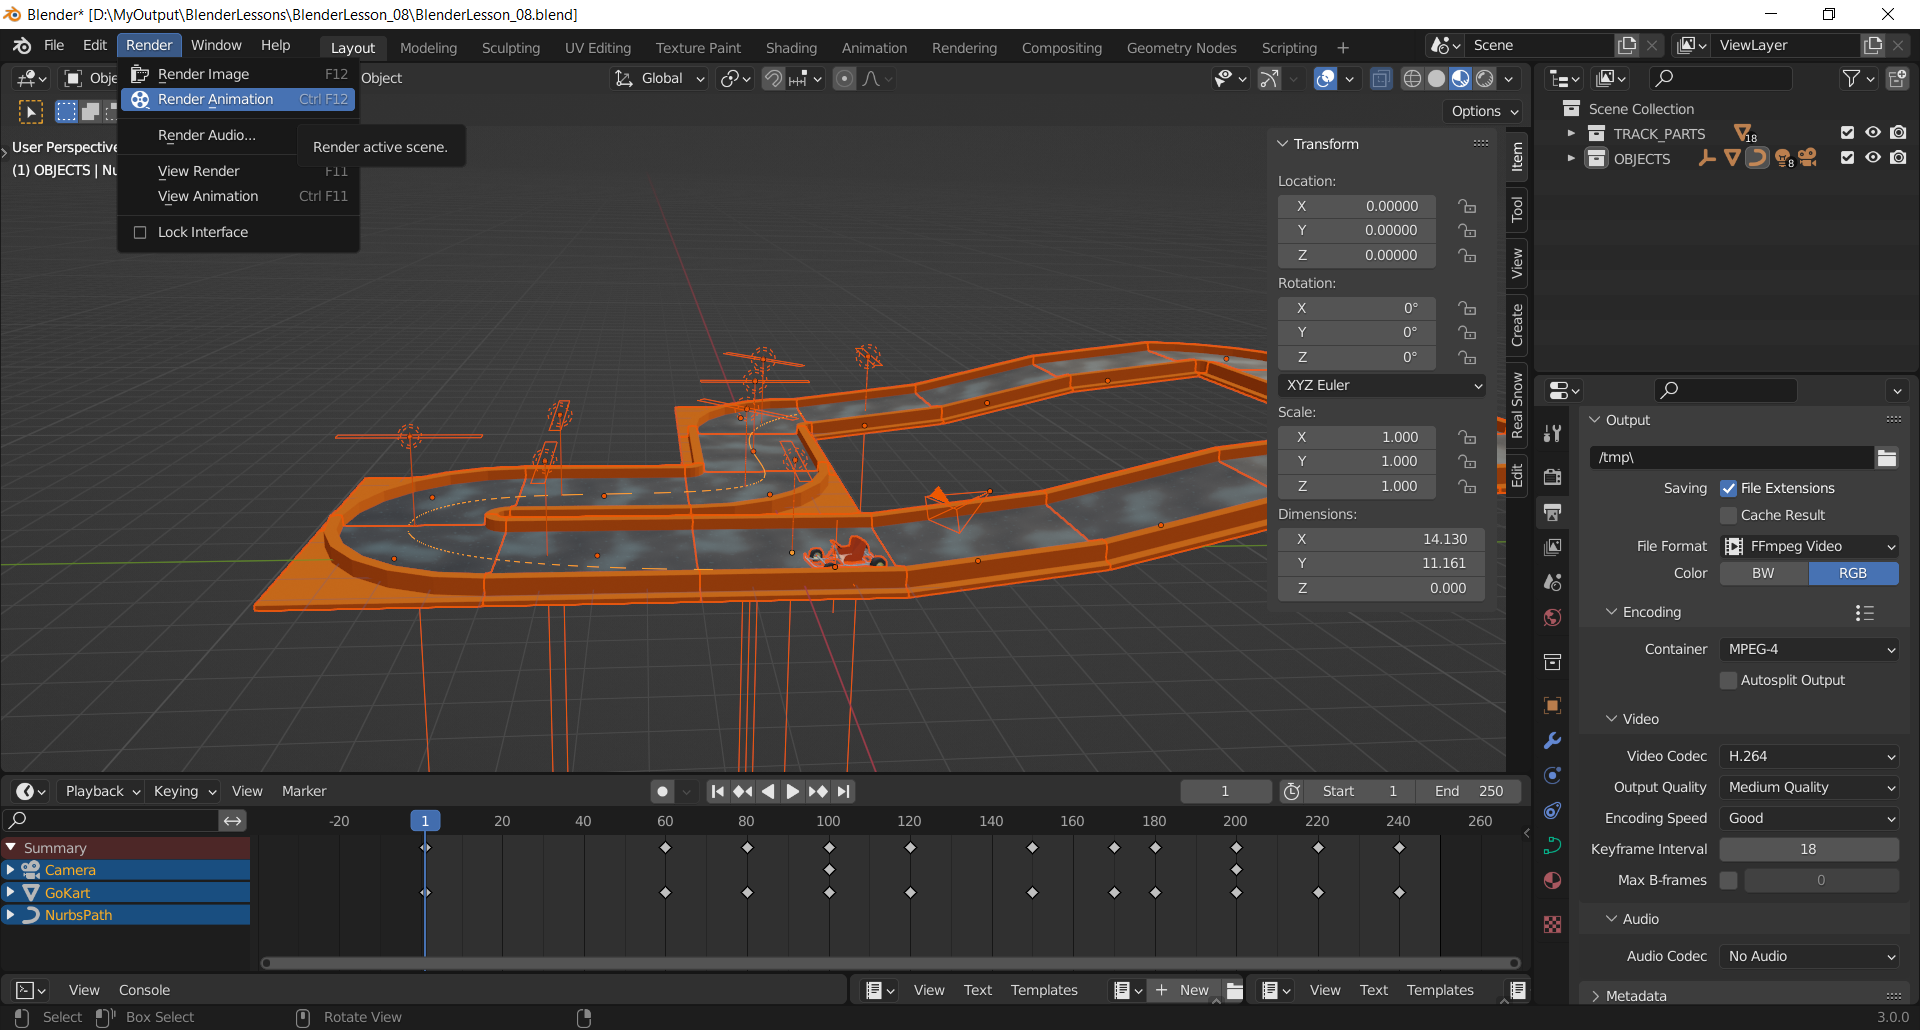 Blender* [D:\MyOutput\BlenderLessons\BlenderLesson_08\BlenderLesson_08.blend]
File Edit Render Window Help
Layout Modeling Sculpting UV Editing Texture Paint Shading Animation Rendering Compositing Geometry Nodes Scripting +
Scene ViewLayer
Render Image F12
Render Animation Ctrl F12
Render Audio...
Render active scene.
View Render F11
View Animation Ctrl F11
Lock Interface
Obje
Object
Global
Options
User Perspective
(1) OBJECTS | Nu
Transform
Location:
X 0.00000
Y 0.00000
Z 0.00000
Rotation:
X 0°
Y 0°
Z 0°
XYZ Euler
Scale:
X 1.000
Y 1.000
Z 1.000
Dimensions:
X 14.130
Y 11.161
Z 0.000
Item
Tool
View
Create
Real Snow
Edit
Scene Collection
TRACK_PARTS 18
OBJECTS 8
Output
/tmp\
Saving File Extensions
Cache Result
File Format FFmpeg Video
Color BW RGB
Encoding
Container MPEG-4
Autosplit Output
Video
Video Codec H.264
Output Quality Medium Quality
Encoding Speed Good
Keyframe Interval 18
Max B-frames 0
Audio
Audio Codec No Audio
Metadata
Playback Keying View Marker
1 Start 1 End 250
-20 1 20 40 60 80 100 120 140 160 180 200 220 240 260
Summary
Camera
GoKart
NurbsPath
View Console
View Text Templates + New
View Text Templates
Select Box Select Rotate View 3.0.0